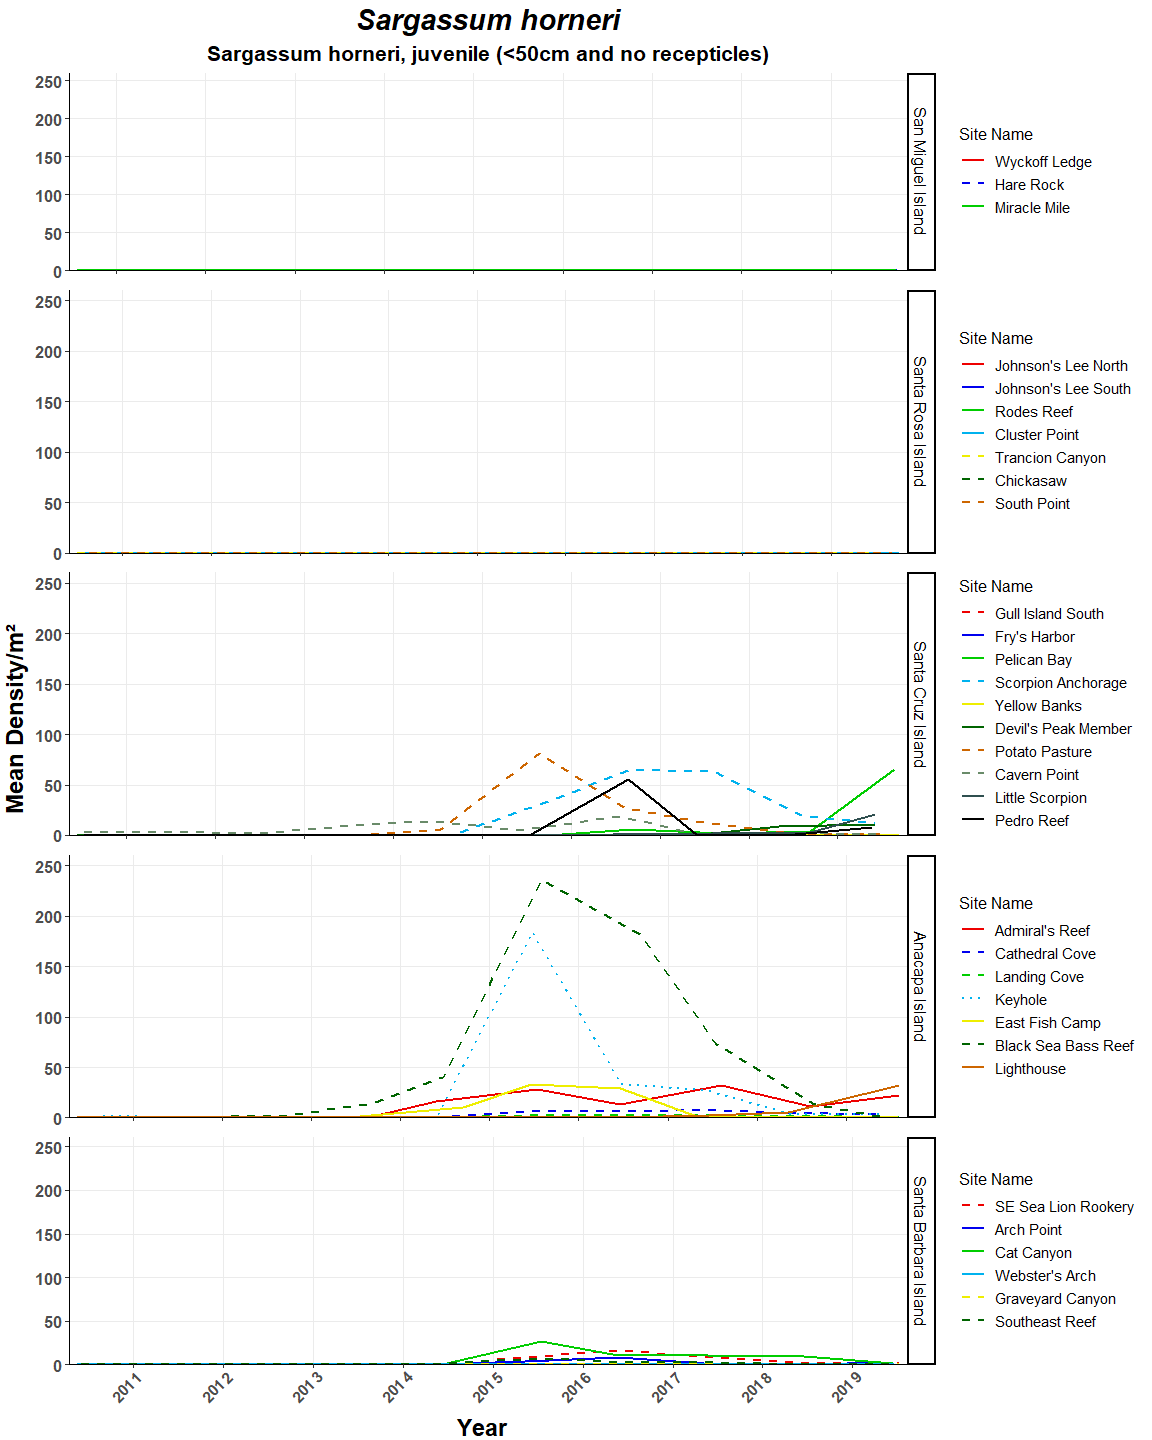 Sargassum horneri
Sargassum horneri, juvenile (<50cm and no recepticles)
Mean Density/m²
250
200
150
100
50
0
San Miguel Island
Site Name
Wyckoff Ledge
Hare Rock
Miracle Mile
250
200
150
100
50
0
Santa Rosa Island
Site Name
Johnson's Lee North
Johnson's Lee South
Rodes Reef
Cluster Point
Trancion Canyon
Chickasaw
South Point
250
200
150
100
50
0
Santa Cruz Island
Site Name
Gull Island South
Fry's Harbor
Pelican Bay
Scorpion Anchorage
Yellow Banks
Devil's Peak Member
Potato Pasture
Cavern Point
Little Scorpion
Pedro Reef
250
200
150
100
50
0
Anacapa Island
Site Name
Admiral's Reef
Cathedral Cove
Landing Cove
Keyhole
East Fish Camp
Black Sea Bass Reef
Lighthouse
250
200
150
100
50
0
Santa Barbara Island
Site Name
SE Sea Lion Rookery
Arch Point
Cat Canyon
Webster's Arch
Graveyard Canyon
Southeast Reef
2011 2012 2013 2014 2015 2016 2017 2018 2019
Year